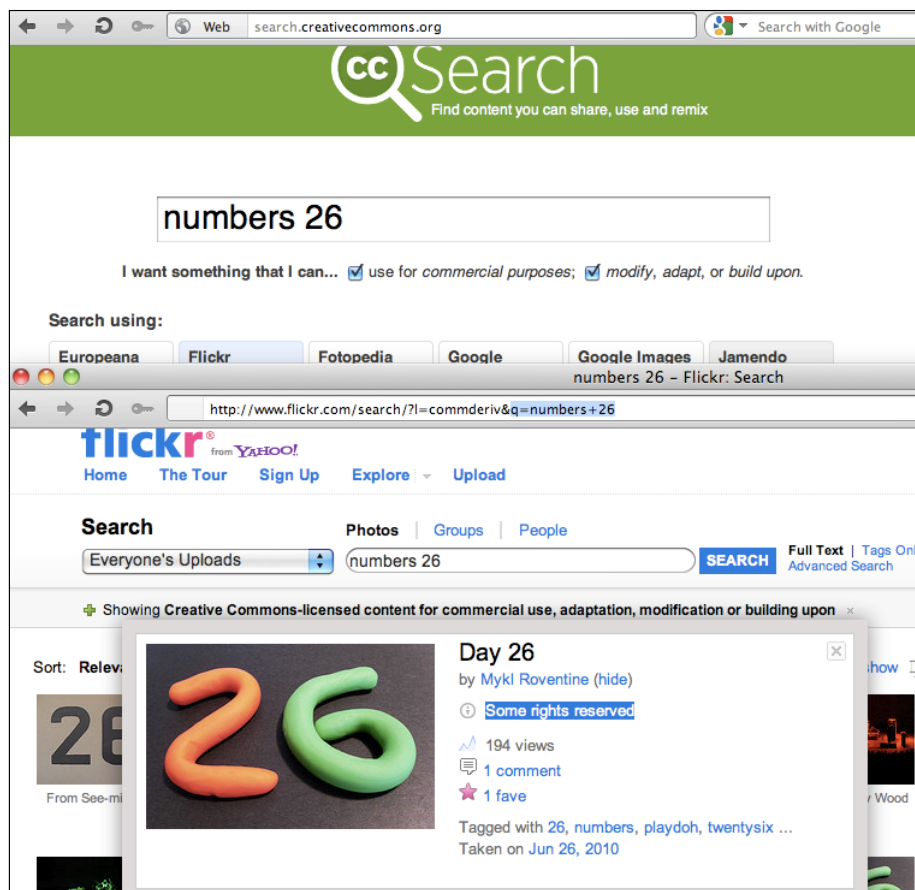 Web search.creativecommons.org Search with Google
cc Search
Find content you can share, use and remix
numbers 26
I want something that I can... use for commercial purposes; modify, adapt, or build upon.
Search using:
Europeana Flickr Fotopedia Google Google Images Jamendo
numbers 26 – Flickr: Search
http://www.flickr.com/search/?l=commderiv&q=numbers+26
flickr® from YAHOO!
Home The Tour Sign Up Explore Upload
Search Photos Groups People
Everyone's Uploads numbers 26 SEARCH Full Text | Tags Onl
Advanced Search
Showing Creative Commons-licensed content for commercial use, adaptation, modification or building upon ×
Sort: Releva how
Day 26
by Mykl Roventine (hide)
Some rights reserved
194 views
1 comment
1 fave
Tagged with 26, numbers, playdoh, twentysix ...
Taken on Jun 26, 2010
26
26
From See-mi y Wood